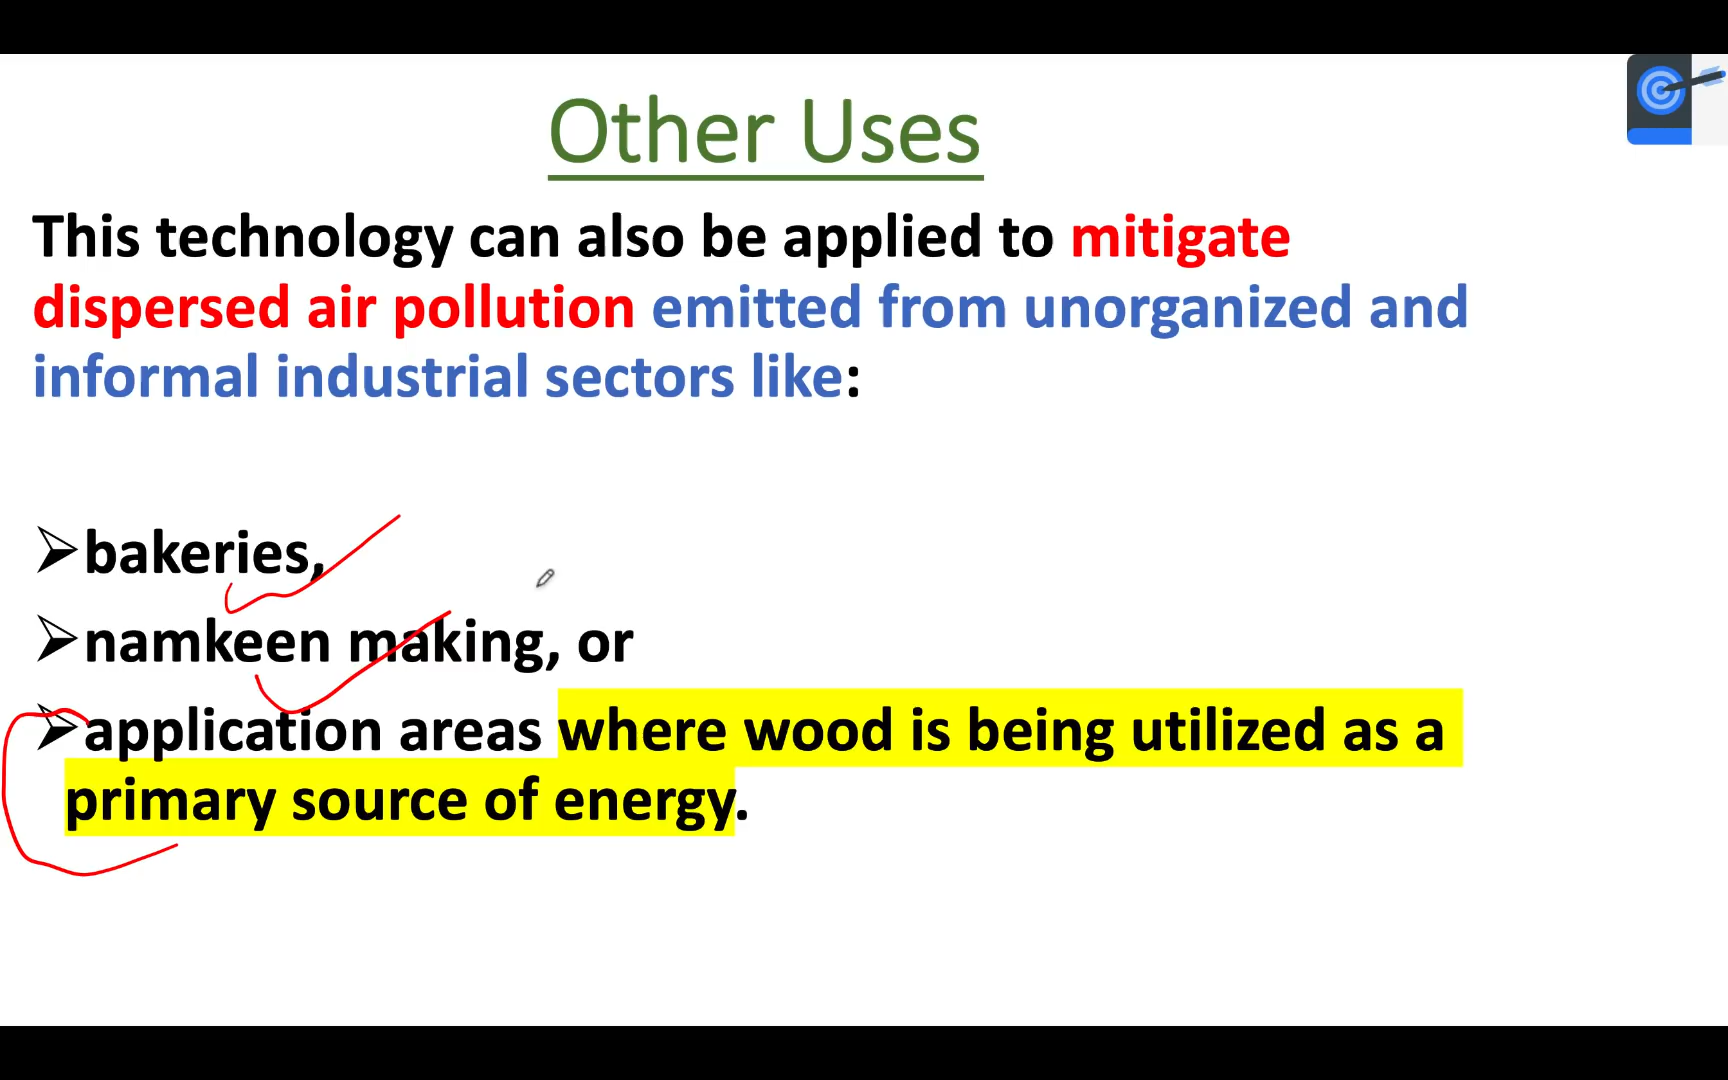 Other Uses
This technology can also be applied to mitigate
dispersed air pollution emitted from unorganized and
informal industrial sectors like:
➢bakeries,
➢namkeen making, or
➢application areas where wood is being utilized as a
primary source of energy.